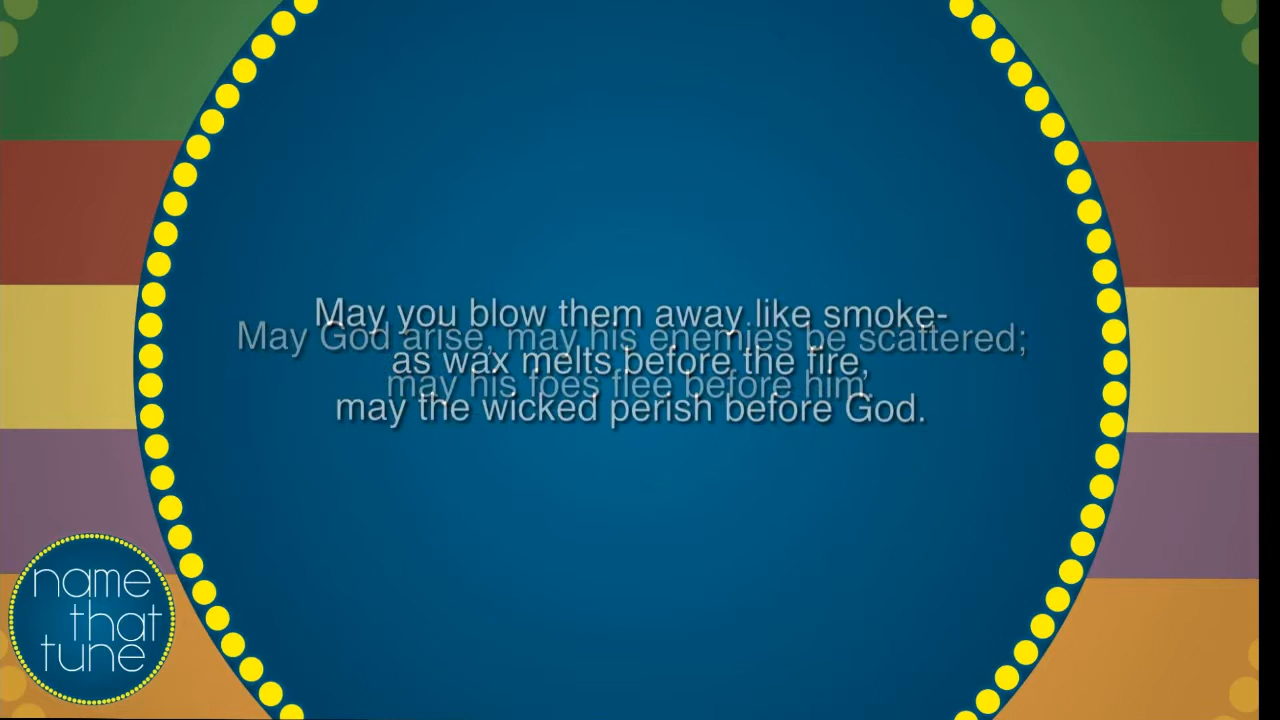 May you blow them away like smoke-
May God arise, may his enemies be scattered;
as wax melts before the fire,
may his foes flee before him.
may the wicked perish before God.
name
that
tune